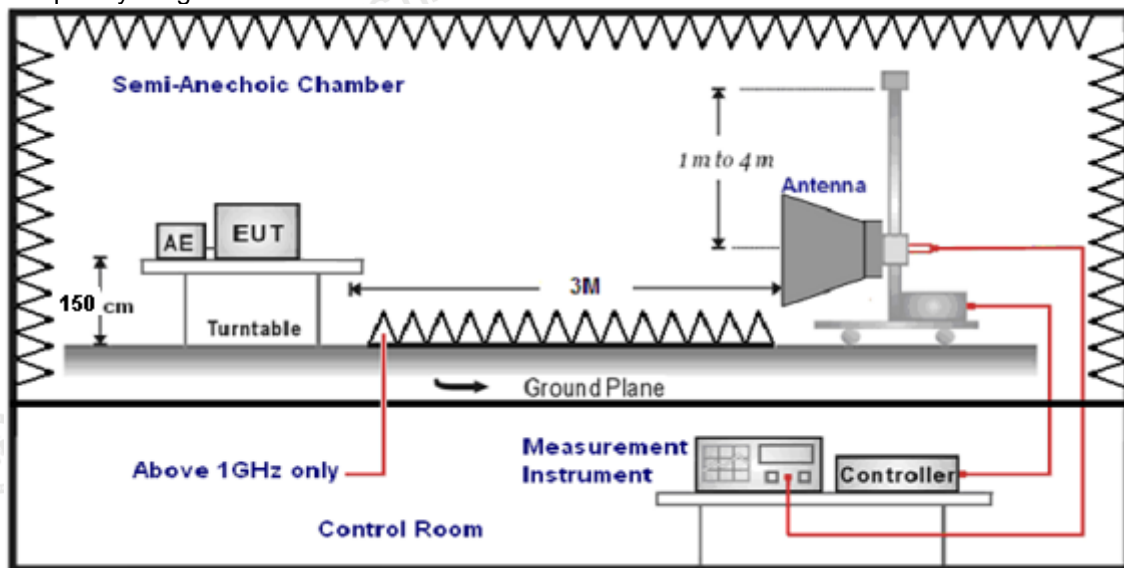 Semi-Anechoic Chamber
1 m to 4 m
Antenna
AE
EUT
150 cm
3M
Turntable
Ground Plane
Above 1GHz only
Measurement
Instrument
Controller
Control Room